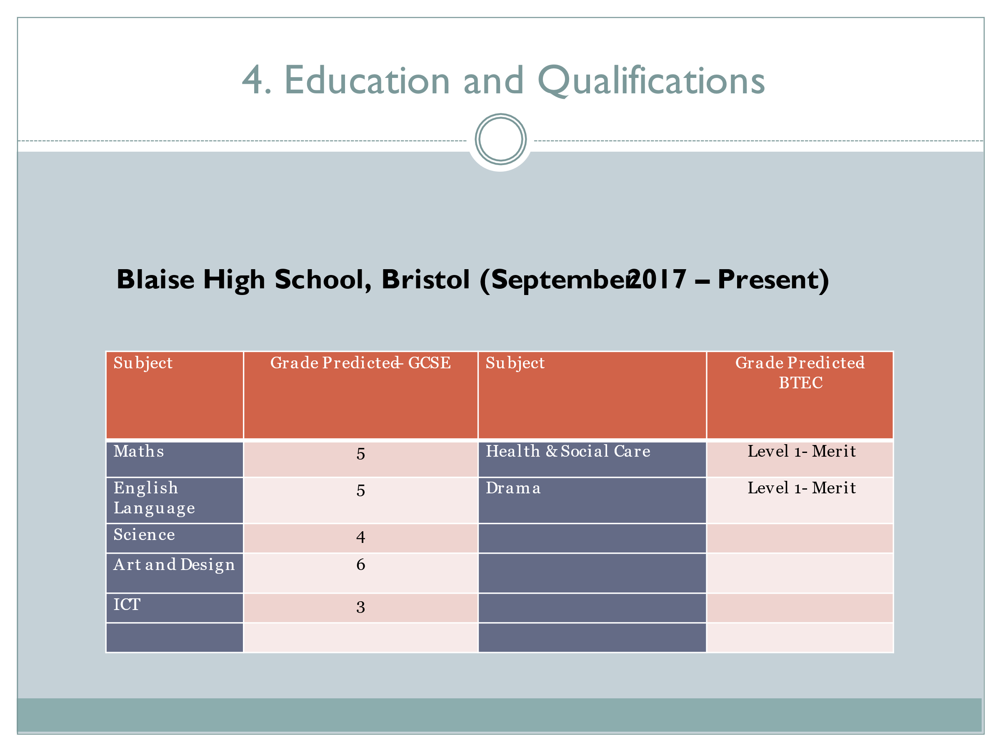 4. Education and Qualifications
Blaise High School, Bristol (September 2017 – Present)
Subject Grade Predicted – GCSE Subject Grade Predicted -
BTEC
Maths 5 Health & Social Care Level 1- Merit
English 5 Drama Level 1- Merit
Language
Science 4
Art and Design 6
ICT 3